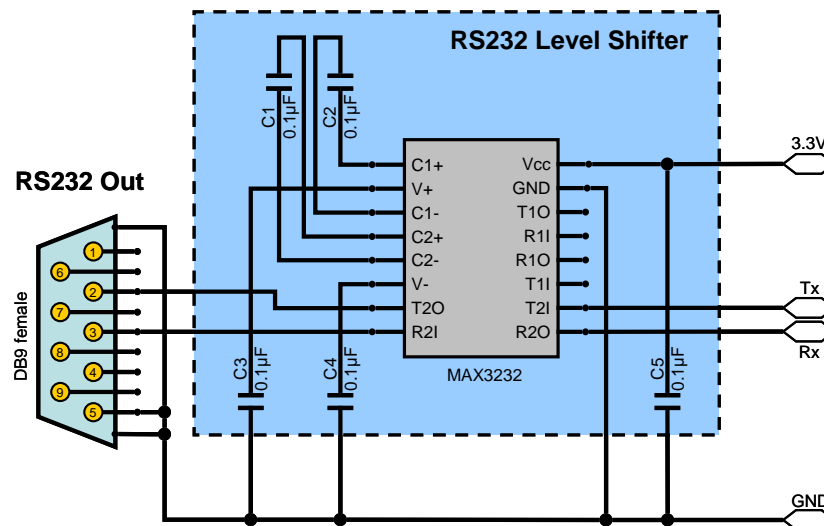 RS232 Level Shifter
C1
0.1µF
C2
0.1µF
3.3V
RS232 Out
C1+
V+
C1-
C2+
C2-
V-
T2O
R2I
Vcc
GND
T1O
R1I
R1O
T1I
T2I
R2O
MAX3232
DB9 female
1
6
2
7
3
8
4
9
5
Tx
Rx
C3
0.1µF
C4
0.1µF
C5
0.1µF
GND